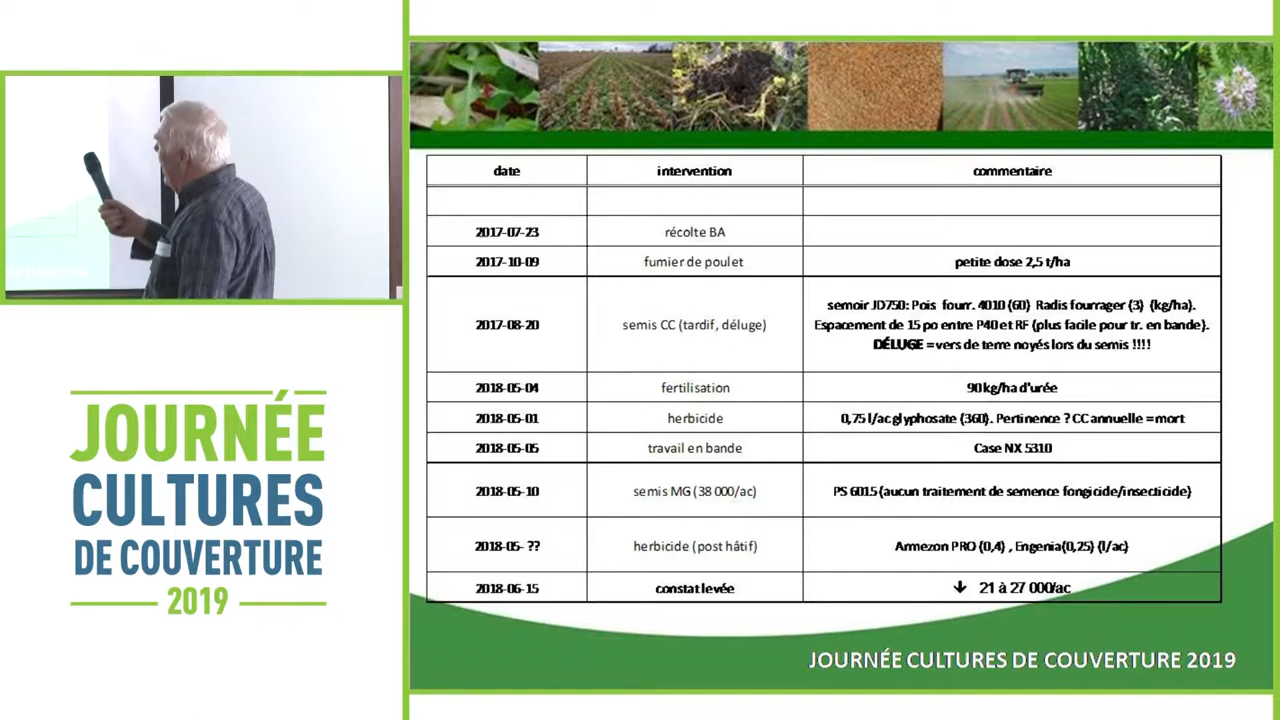 JOURNÉE
CULTURES
DE COUVERTURE
2019
date intervention commentaire
2017-07-23 récolte BA
2017-10-09 fumier de poulet petite dose 2,5 t/ha
2017-08-20 semis CC (tardif, déluge) semoir JD750: Pois fourr. 4010 (60) Radis fourrager (3) (kg/ha).
Espacement de 15 po entre P40 et RF (plus facile pour tr. en bande).
DÉLUGE = vers de terre noyés lors du semis !!!!
2018-05-04 fertilisation 90 kg/ha d'urée
2018-05-01 herbicide 0,75 l/ac glyphosate (360). Pertinence ? CC annuelle = mort
2018-05-05 travail en bande Case NX 5310
2018-05-10 semis MG (38 000/ac) PS 6015 (aucun traitement de semence fongicide/insecticide)
2018-05- ?? herbicide (post hâtif) Armezon PRO (0,4) , Engenia(0,25) (l/ac)
2018-06-15 constat levée ↓ 21 à 27 000/ac
JOURNÉE CULTURES DE COUVERTURE 2019